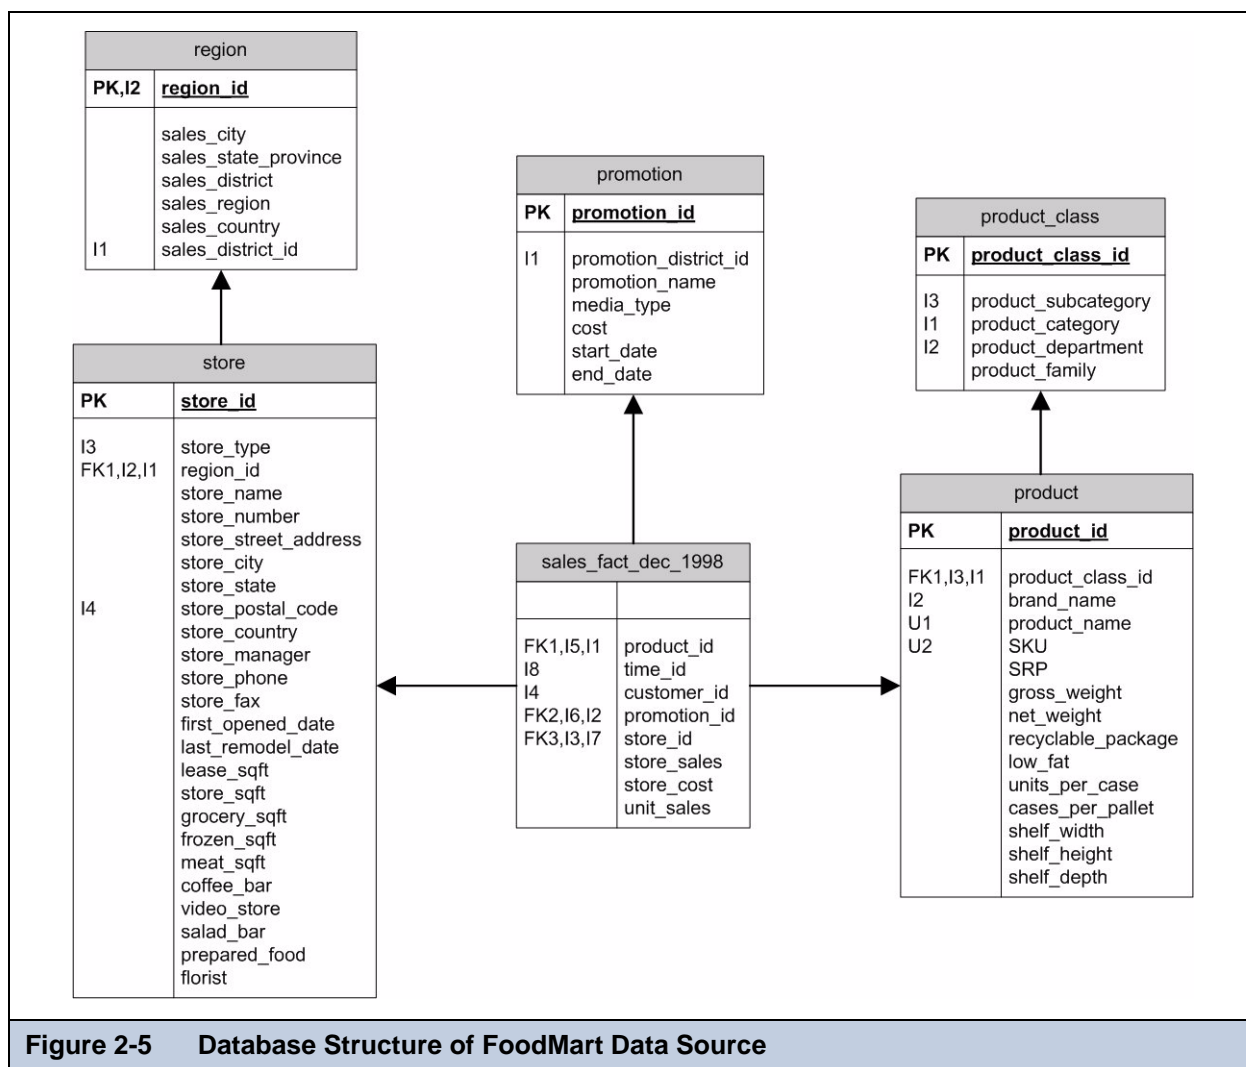 region
PK,I2 region_id
sales_city
sales_state_province
sales_district
sales_region
sales_country
I1 sales_district_id
store
PK store_id
I3 store_type
FK1,I2,I1 region_id
store_name
store_number
store_street_address
store_city
store_state
I4 store_postal_code
store_country
store_manager
store_phone
store_fax
first_opened_date
last_remodel_date
lease_sqft
store_sqft
grocery_sqft
frozen_sqft
meat_sqft
coffee_bar
video_store
salad_bar
prepared_food
florist
promotion
PK promotion_id
I1 promotion_district_id
promotion_name
media_type
cost
start_date
end_date
sales_fact_dec_1998
FK1,I5,I1 product_id
I8 time_id
I4 customer_id
FK2,I6,I2 promotion_id
FK3,I3,I7 store_id
store_sales
store_cost
unit_sales
product_class
PK product_class_id
I3 product_subcategory
I1 product_category
I2 product_department
product_family
product
PK product_id
FK1,I3,I1 product_class_id
I2 brand_name
U1 product_name
U2 SKU
SRP
gross_weight
net_weight
recyclable_package
low_fat
units_per_case
cases_per_pallet
shelf_width
shelf_height
shelf_depth
Figure 2-5 Database Structure of FoodMart Data Source